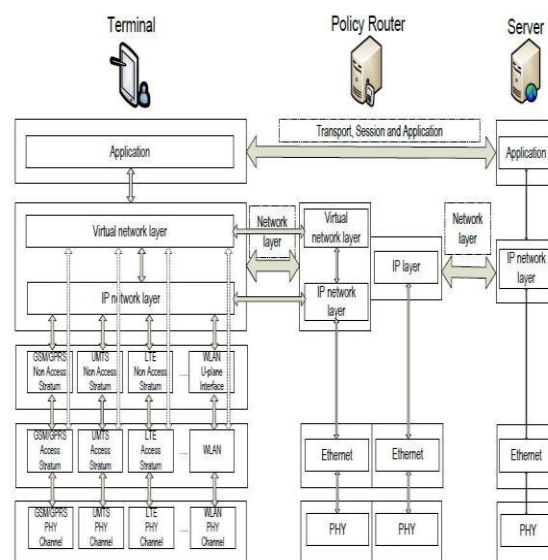 Terminal
Policy Router
Server
Transport, Session and Application
Application
Application
Virtual network layer
Network
layer
Virtual
network layer
IP layer
Network
layer
IP network
layer
IP network layer
IP network
layer
GSM/GPRS
Non Access
Stratum
UMTS
Non Access
Stratum
LTE
Non Access
Stratum
....
WLAN
U-plane
Interface
GSM/GPRS
Access
Stratum
UMTS
Access
Stratum
LTE
Access
Stratum
....
WLAN
Ethernet
Ethernet
Ethernet
GSM/GPRS
PHY
Channel
UMTS
PHY
Channel
LTE
PHY
Channel
....
WLAN
PHY
Channel
PHY
PHY
PHY